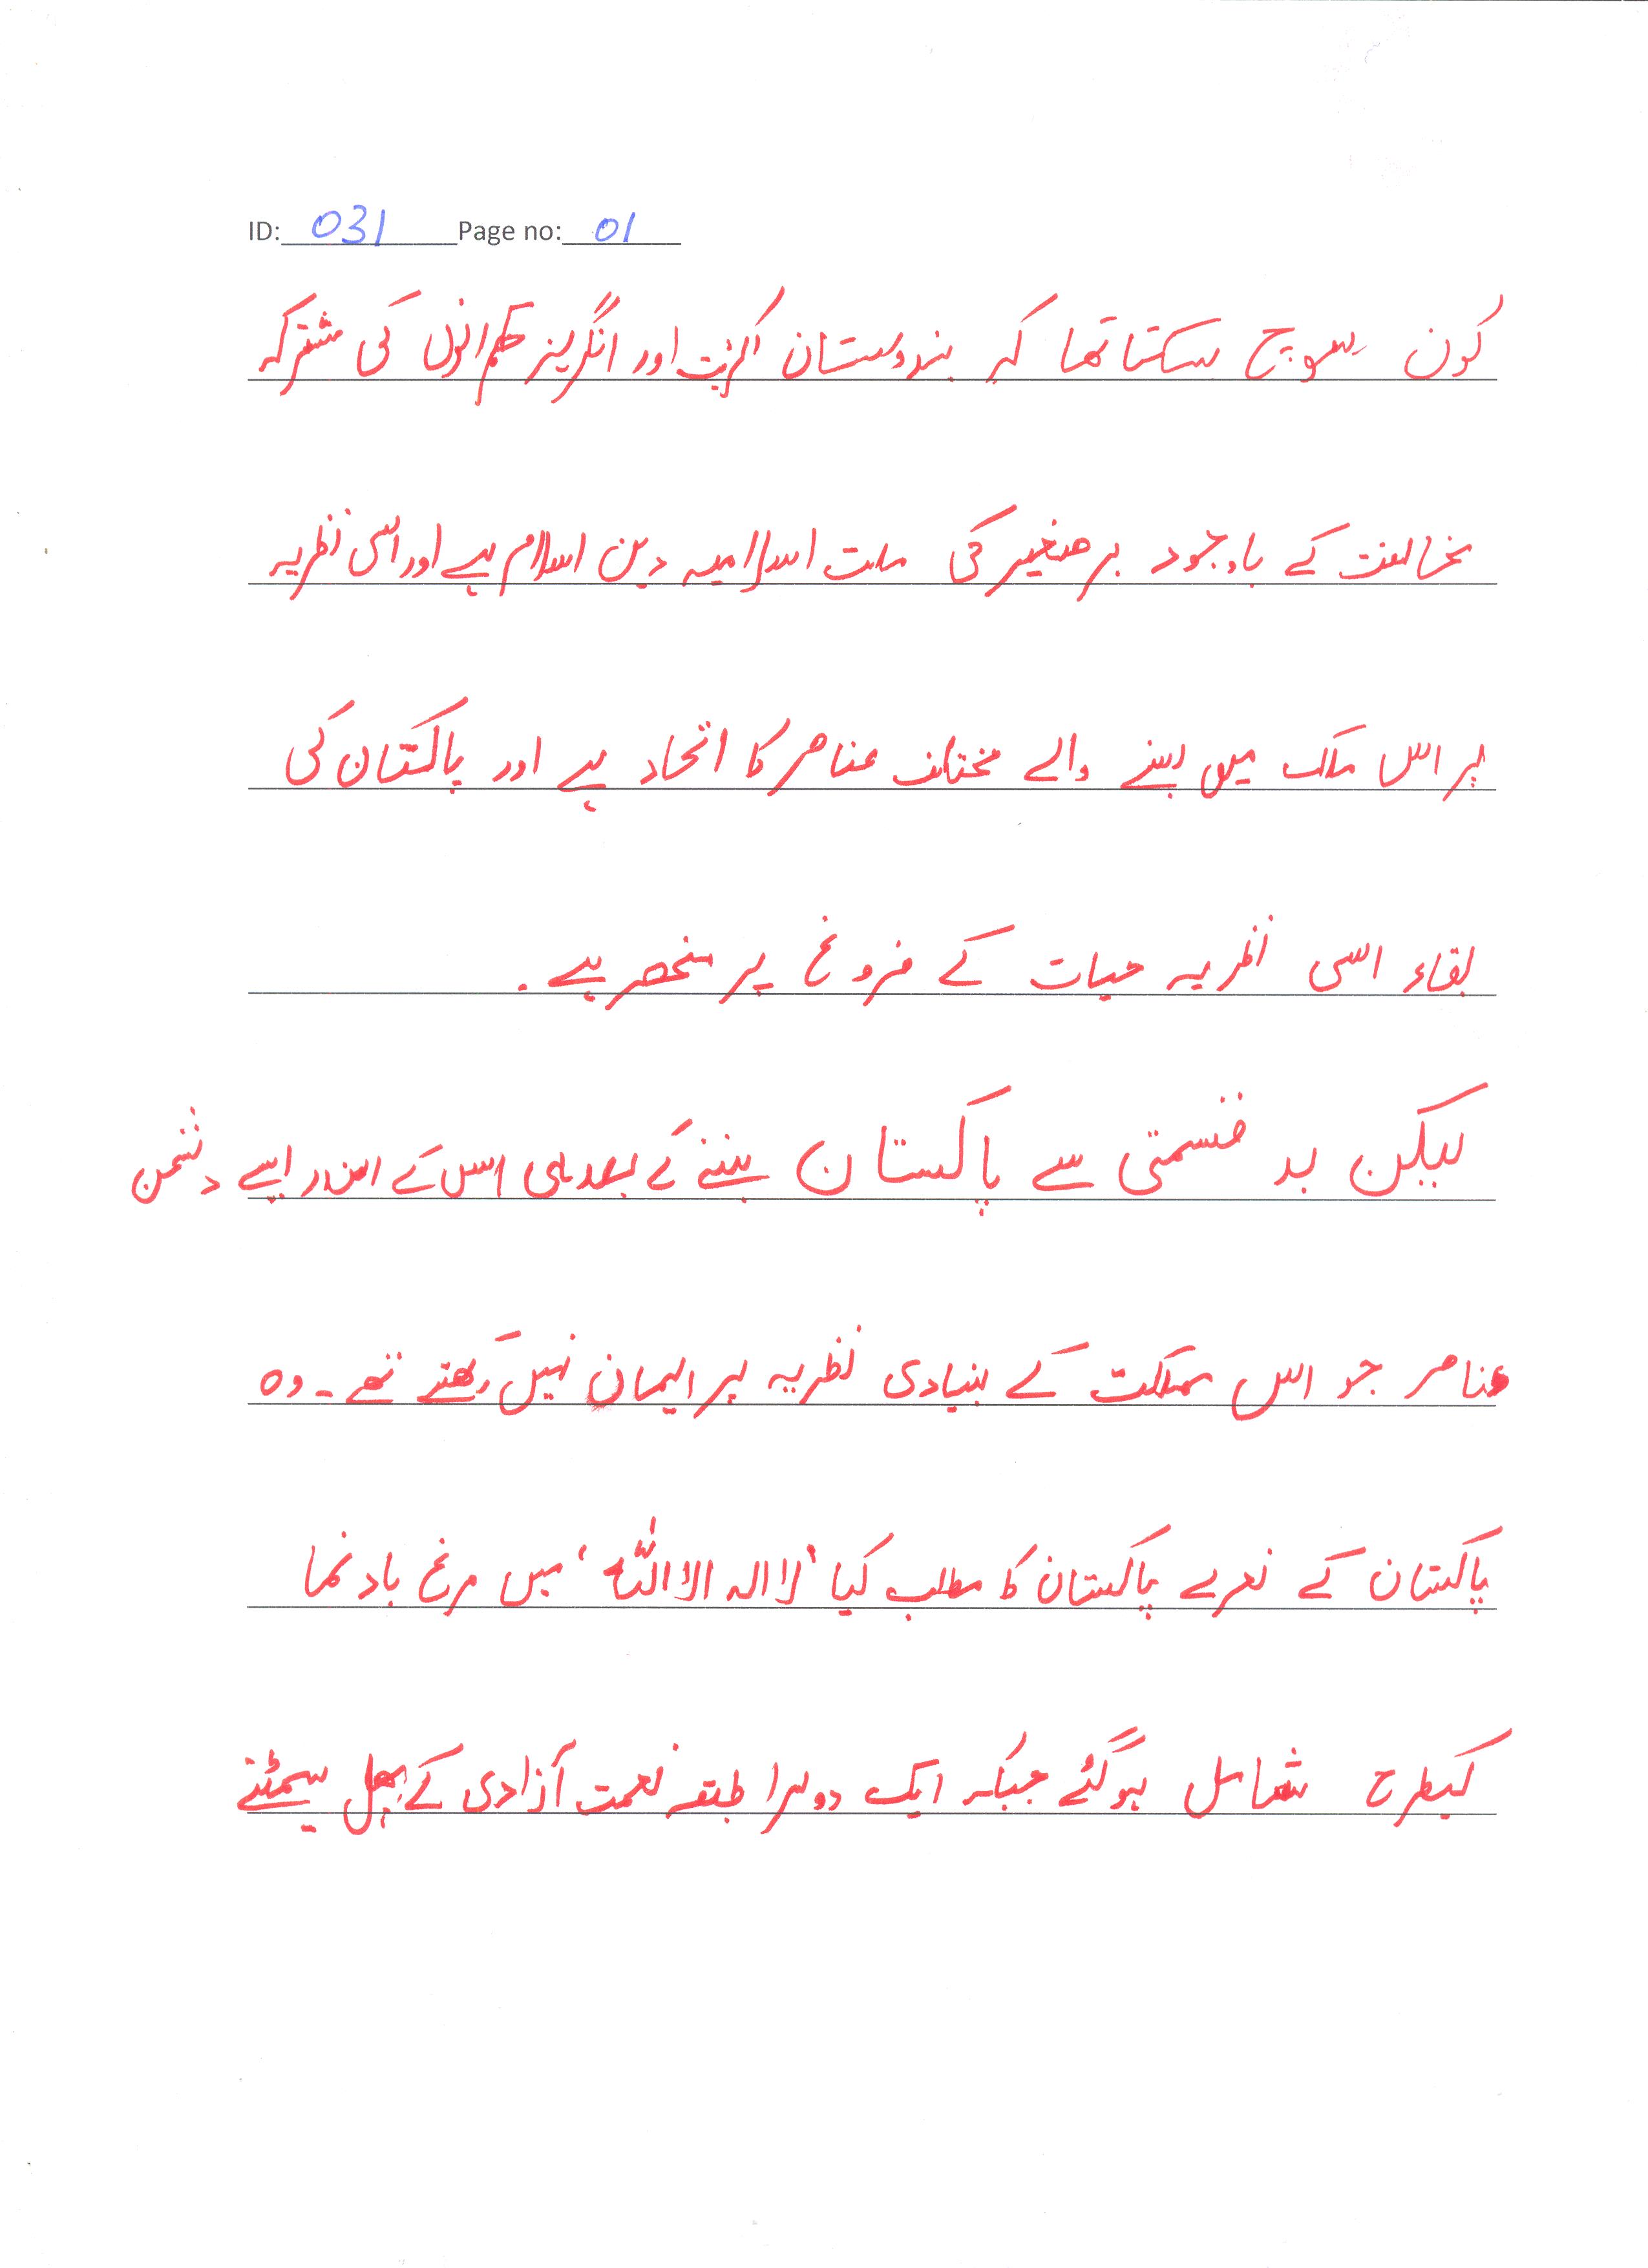 ID: 031 Page no: 01
کون سوچ سکتا تھا کہ ہندوستان اکثریت اور انگریز حکمرانوں کی مشترکہ
مخالفت کے باوجود برصغیر کی ملت اسلامیہ دین اسلام ہے اور اسی نظریہ
پر اس ملک میں بسنے والے مختلف عناصر کا اتحاد ہے اور پاکستان کی
بقاء اسی نظریہ حیات کے فروغ پر منحصر ہے۔
لیکن بد قسمتی سے پاکستان بننے کے بعد ہی اس کے اندر ایسے دشمن
عناصر جو اس مملکت کے بنیادی نظریہ پر ایمان نہیں رکھتے تھے۔ وہ
پاکستان کے نعرے پاکستان کا مطلب کیا 'لا الہ الا اللہ' میں مرغ باد نما
کیطرح شامل ہوگئے جبکہ ایک دوسرا طبقہ نعمت آزادی کے پھل سمیٹنے